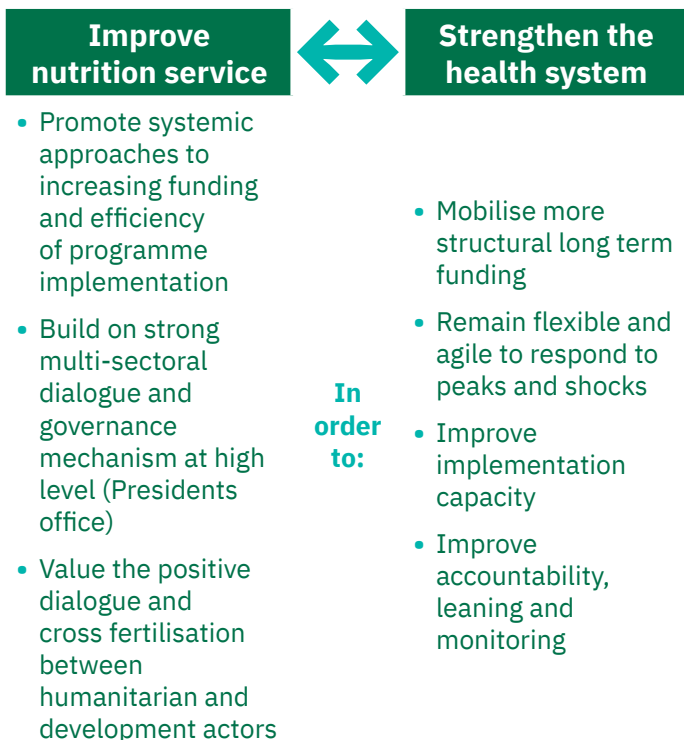 Improve
nutrition service
• Promote systemic
approaches to
increasing funding
and efficiency
of programme
implementation
• Build on strong
multi-sectoral
dialogue and
governance
mechanism at high
level (Presidents
office)
• Value the positive
dialogue and
cross fertilisation
between
humanitarian and
development actors
In
order
to:
Strengthen the
health system
• Mobilise more
structural long term
funding
• Remain flexible and
agile to respond to
peaks and shocks
• Improve
implementation
capacity
• Improve
accountability,
leaning and
monitoring